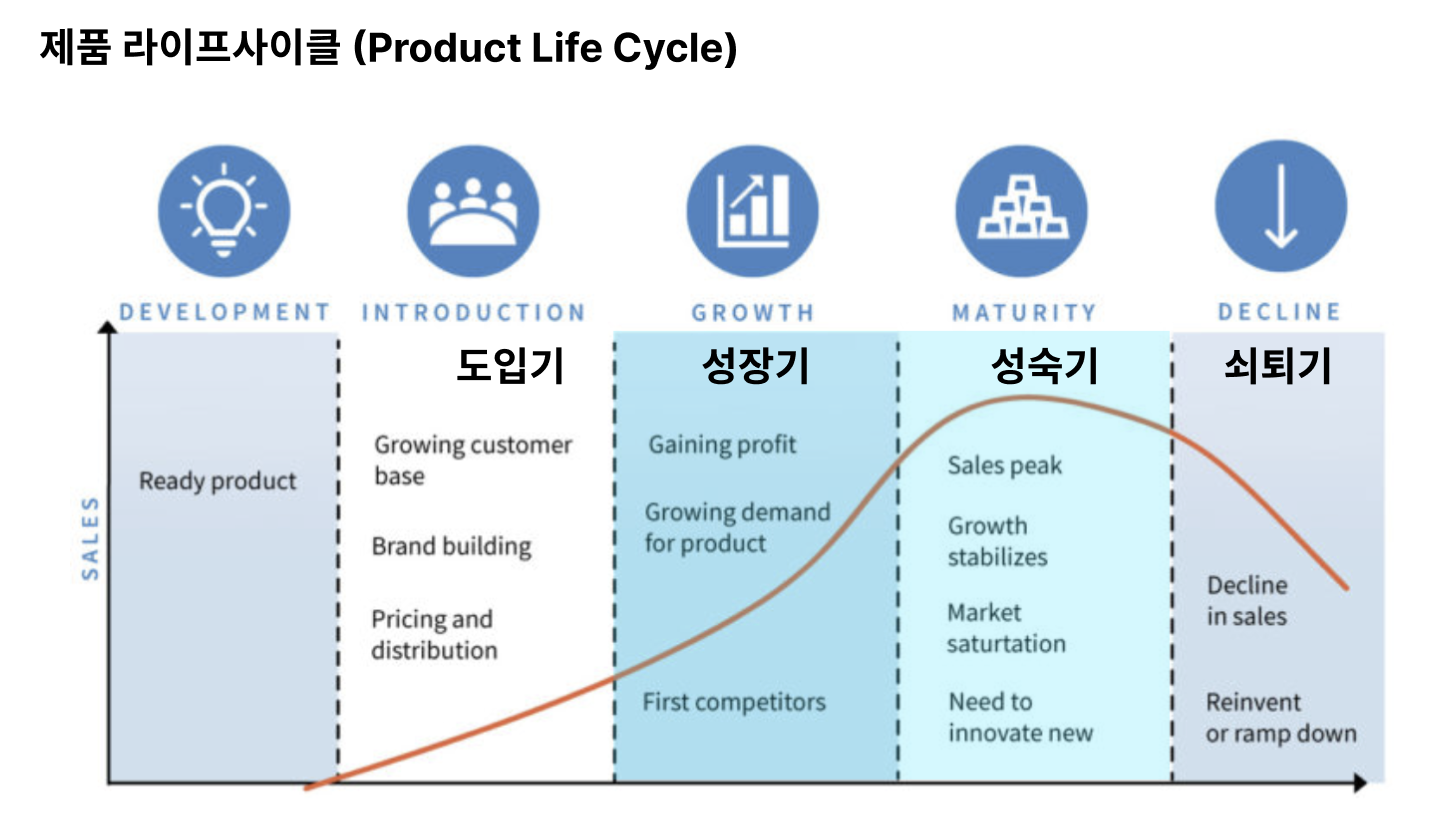 제품 라이프사이클 (Product Life Cycle)
DEVELOPMENT
INTRODUCTION
GROWTH
MATURITY
DECLINE
도입기
성장기
성숙기
쇠퇴기
SALES
Ready product
Growing customer
base
Brand building
Pricing and
distribution
Gaining profit
Growing demand
for product
First competitors
Sales peak
Growth
stabilizes
Market
saturtation
Need to
innovate new
Decline
in sales
Reinvent
or ramp down